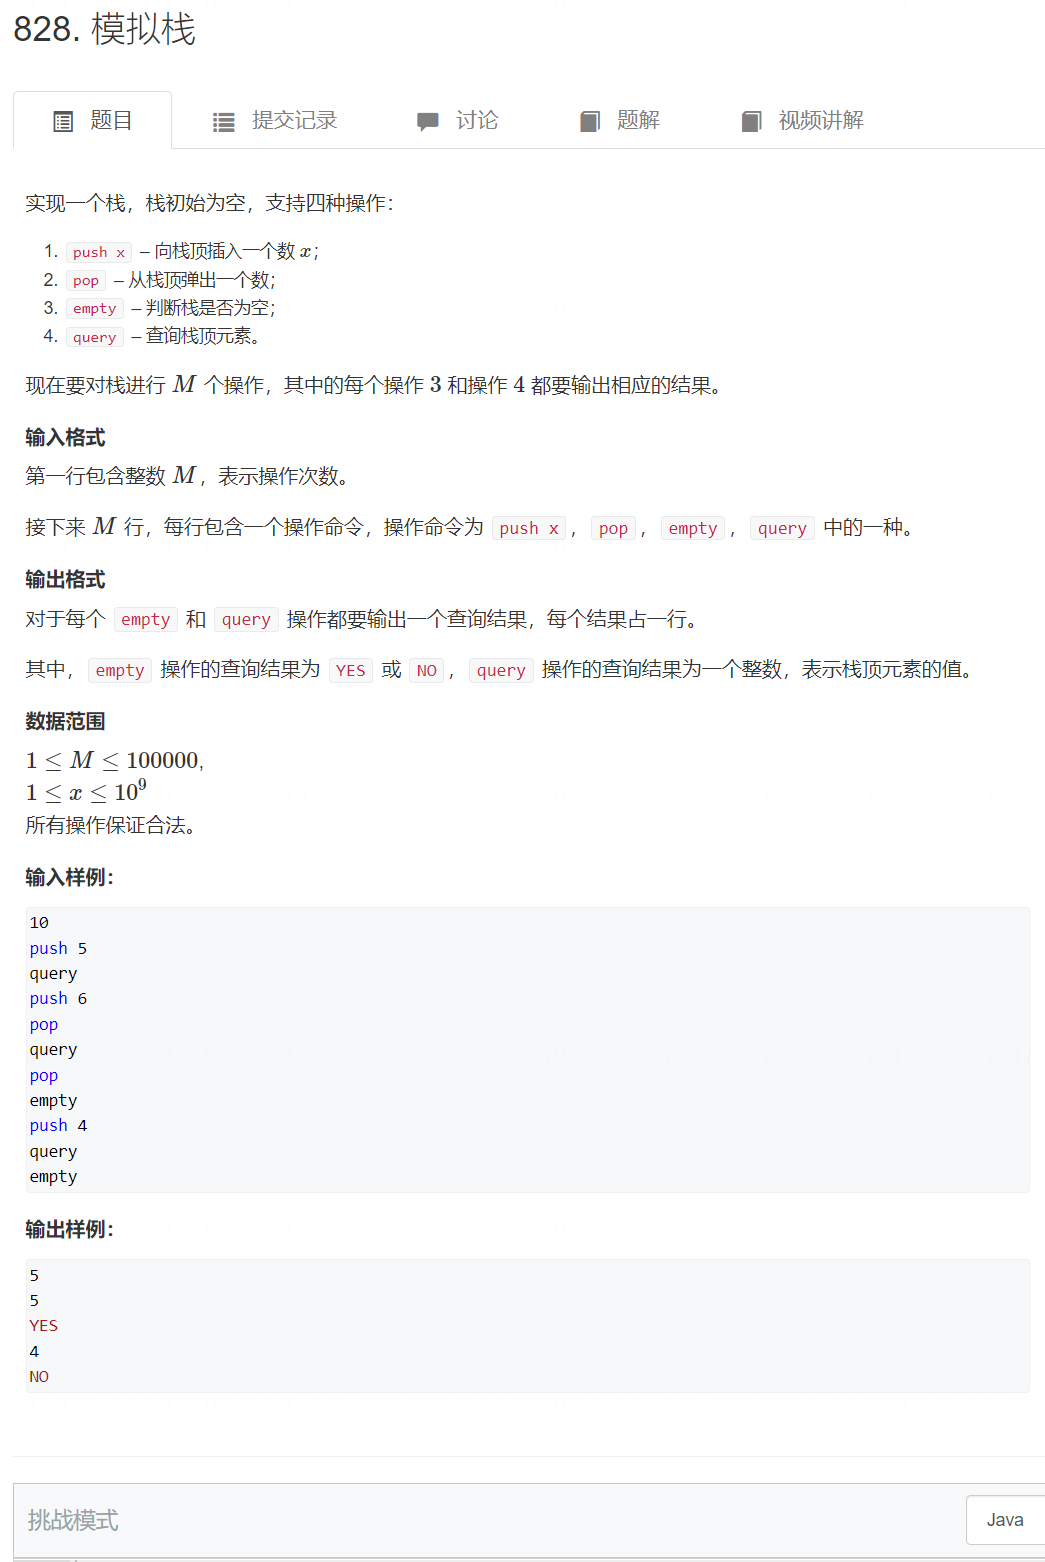 828. 模拟栈
题目 提交记录 讨论 题解 视频讲解
实现一个栈，栈初始为空，支持四种操作：
1. push x – 向栈顶插入一个数 x；
2. pop – 从栈顶弹出一个数；
3. empty – 判断栈是否为空；
4. query – 查询栈顶元素。
现在要对栈进行 M 个操作，其中的每个操作 3 和操作 4 都要输出相应的结果。
输入格式
第一行包含整数 M，表示操作次数。
接下来 M 行，每行包含一个操作命令，操作命令为 push x，pop，empty，query 中的一种。
输出格式
对于每个 empty 和 query 操作都要输出一个查询结果，每个结果占一行。
其中，empty 操作的查询结果为 YES 或 NO，query 操作的查询结果为一个整数，表示栈顶元素的值。
数据范围
1 ≤ M ≤ 100000,
1 ≤ x ≤ 10⁹
所有操作保证合法。
输入样例：
10
push 5
query
push 6
pop
query
pop
empty
push 4
query
empty
输出样例：
5
5
YES
4
NO
挑战模式 Java